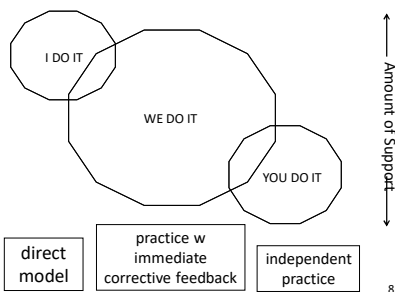 I DO IT
WE DO IT
YOU DO IT
Amount of Support
direct
model
practice w
immediate
corrective feedback
independent
practice
8